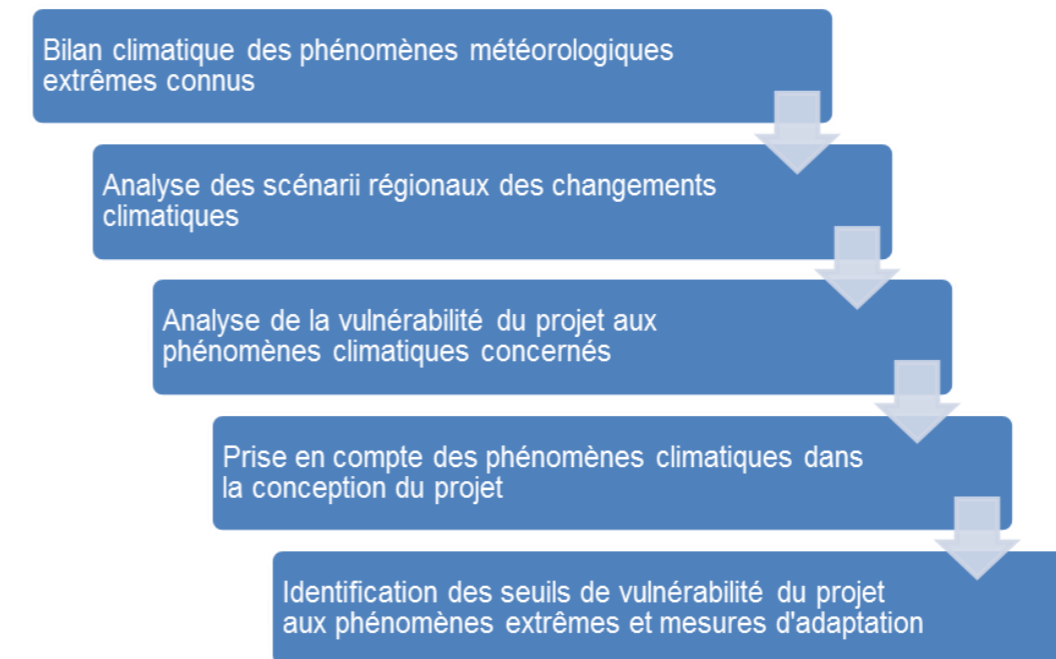 Bilan climatique des phénomènes météorologiques
extrêmes connus
Analyse des scénarii régionaux des changements
climatiques
Analyse de la vulnérabilité du projet aux
phénomènes climatiques concernés
Prise en compte des phénomènes climatiques dans
la conception du projet
Identification des seuils de vulnérabilité du projet
aux phénomènes extrêmes et mesures d'adaptation